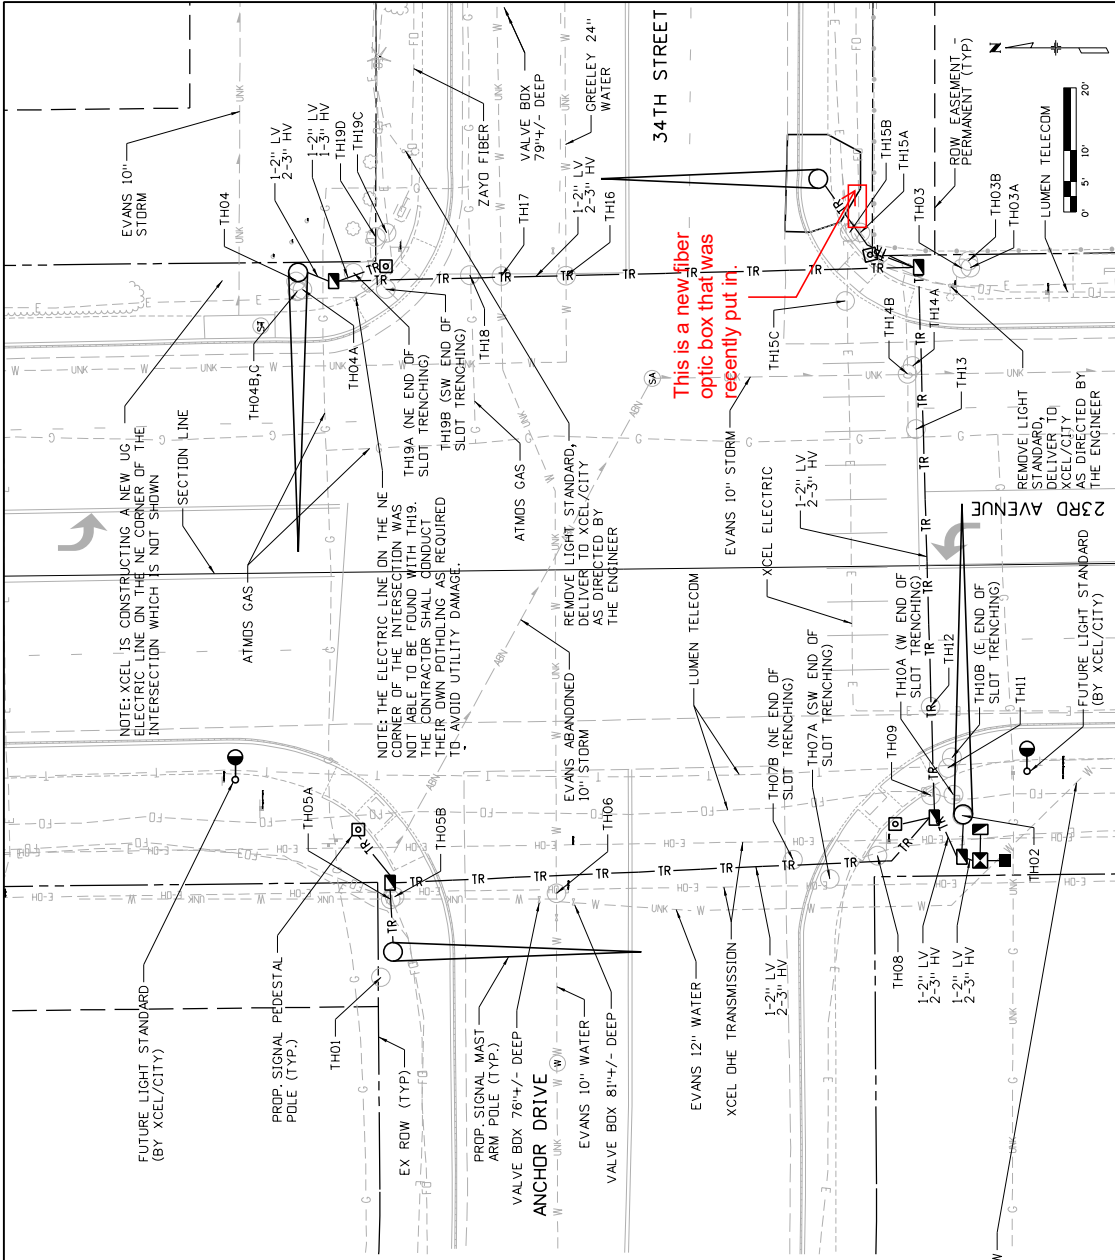 EVANS 10"
STORM
TH04
1-2" LV
2-3" HV
1-2" LV
1-3" HV
TH19D
TH19C
ZAYO FIBER
VALVE BOX
79"+/- DEEP
GREELEY 24"
WATER
34TH STREET
TH17
1-2" LV
2-3" HV
TH16
TH15B
TH15A
ROW EASEMENT -
PERMANENT (TYP)
N
0'
5'
10'
20'
LUMEN TELECOM
TH03
TH03B
TH03A
This is a new fiber
optic box that was
recently put in.
NOTE: XCEL IS CONSTRUCTING A NEW UG
ELECTRIC LINE ON THE NE CORNER OF THE
INTERSECTION WHICH IS NOT SHOWN
TH04B,C
TH04A
TH19A (NE END OF
SLOT TRENCHING)
TH19B (SW END OF
SLOT TRENCHING)
TH18
TH15C
TH14B
TH14A
TH13
SECTION LINE
ATMOS GAS
NOTE: THE ELECTRIC LINE ON THE NE
CORNER OF THE INTERSECTION WAS
NOT ABLE TO BE FOUND WITH TH19.
THE CONTRACTOR SHALL CONDUCT
THEIR OWN POTHOLING AS REQUIRED
TO AVOID UTILITY DAMAGE.
ATMOS GAS
REMOVE LIGHT STANDARD,
DELIVER TO XCEL/CITY
AS DIRECTED BY
THE ENGINEER
EVANS 10" STORM
XCEL ELECTRIC
1-2" LV
2-3" HV
REMOVE LIGHT
STANDARD,
DELIVER TO
XCEL/CITY
AS DIRECTED BY
THE ENGINEER
23RD AVENUE
EVANS ABANDONED
10" STORM
LUMEN TELECOM
TH10A (W END OF
SLOT TRENCHING)
TH12
TH10B (E END OF
SLOT TRENCHING)
TH11
FUTURE LIGHT STANDARD
(BY XCEL/CITY)
TH05A
TH05B
TH06
TH07B (NE END OF
SLOT TRENCHING)
TH07A (SW END OF
SLOT TRENCHING)
TH09
TH02
FUTURE LIGHT STANDARD
(BY XCEL/CITY)
PROP. SIGNAL PEDESTAL
POLE (TYP.)
TH01
EX ROW (TYP)
PROP. SIGNAL MAST
ARM POLE (TYP.)
VALVE BOX 76"+/- DEEP
ANCHOR DRIVE
EVANS 10" WATER
VALVE BOX 81"+/- DEEP
EVANS 12" WATER
XCEL OHE TRANSMISSION
1-2" LV
2-3" HV
TH08
1-2" LV
2-3" HV
1-2" LV
2-3" HV